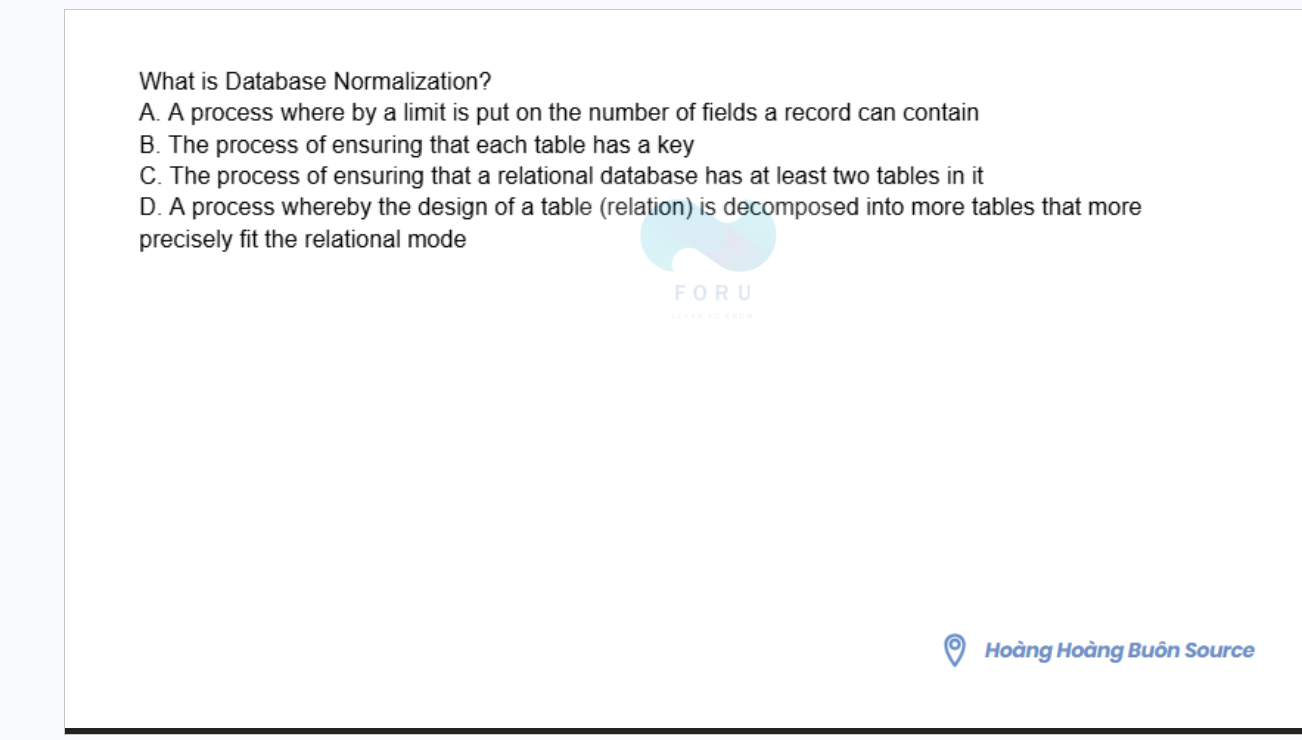 What is Database Normalization?
A. A process where by a limit is put on the number of fields a record can contain
B. The process of ensuring that each table has a key
C. The process of ensuring that a relational database has at least two tables in it
D. A process whereby the design of a table (relation) is decomposed into more tables that more
precisely fit the relational mode
FORU
LEARN TO KNOW
Hoàng Hoàng Buôn Source